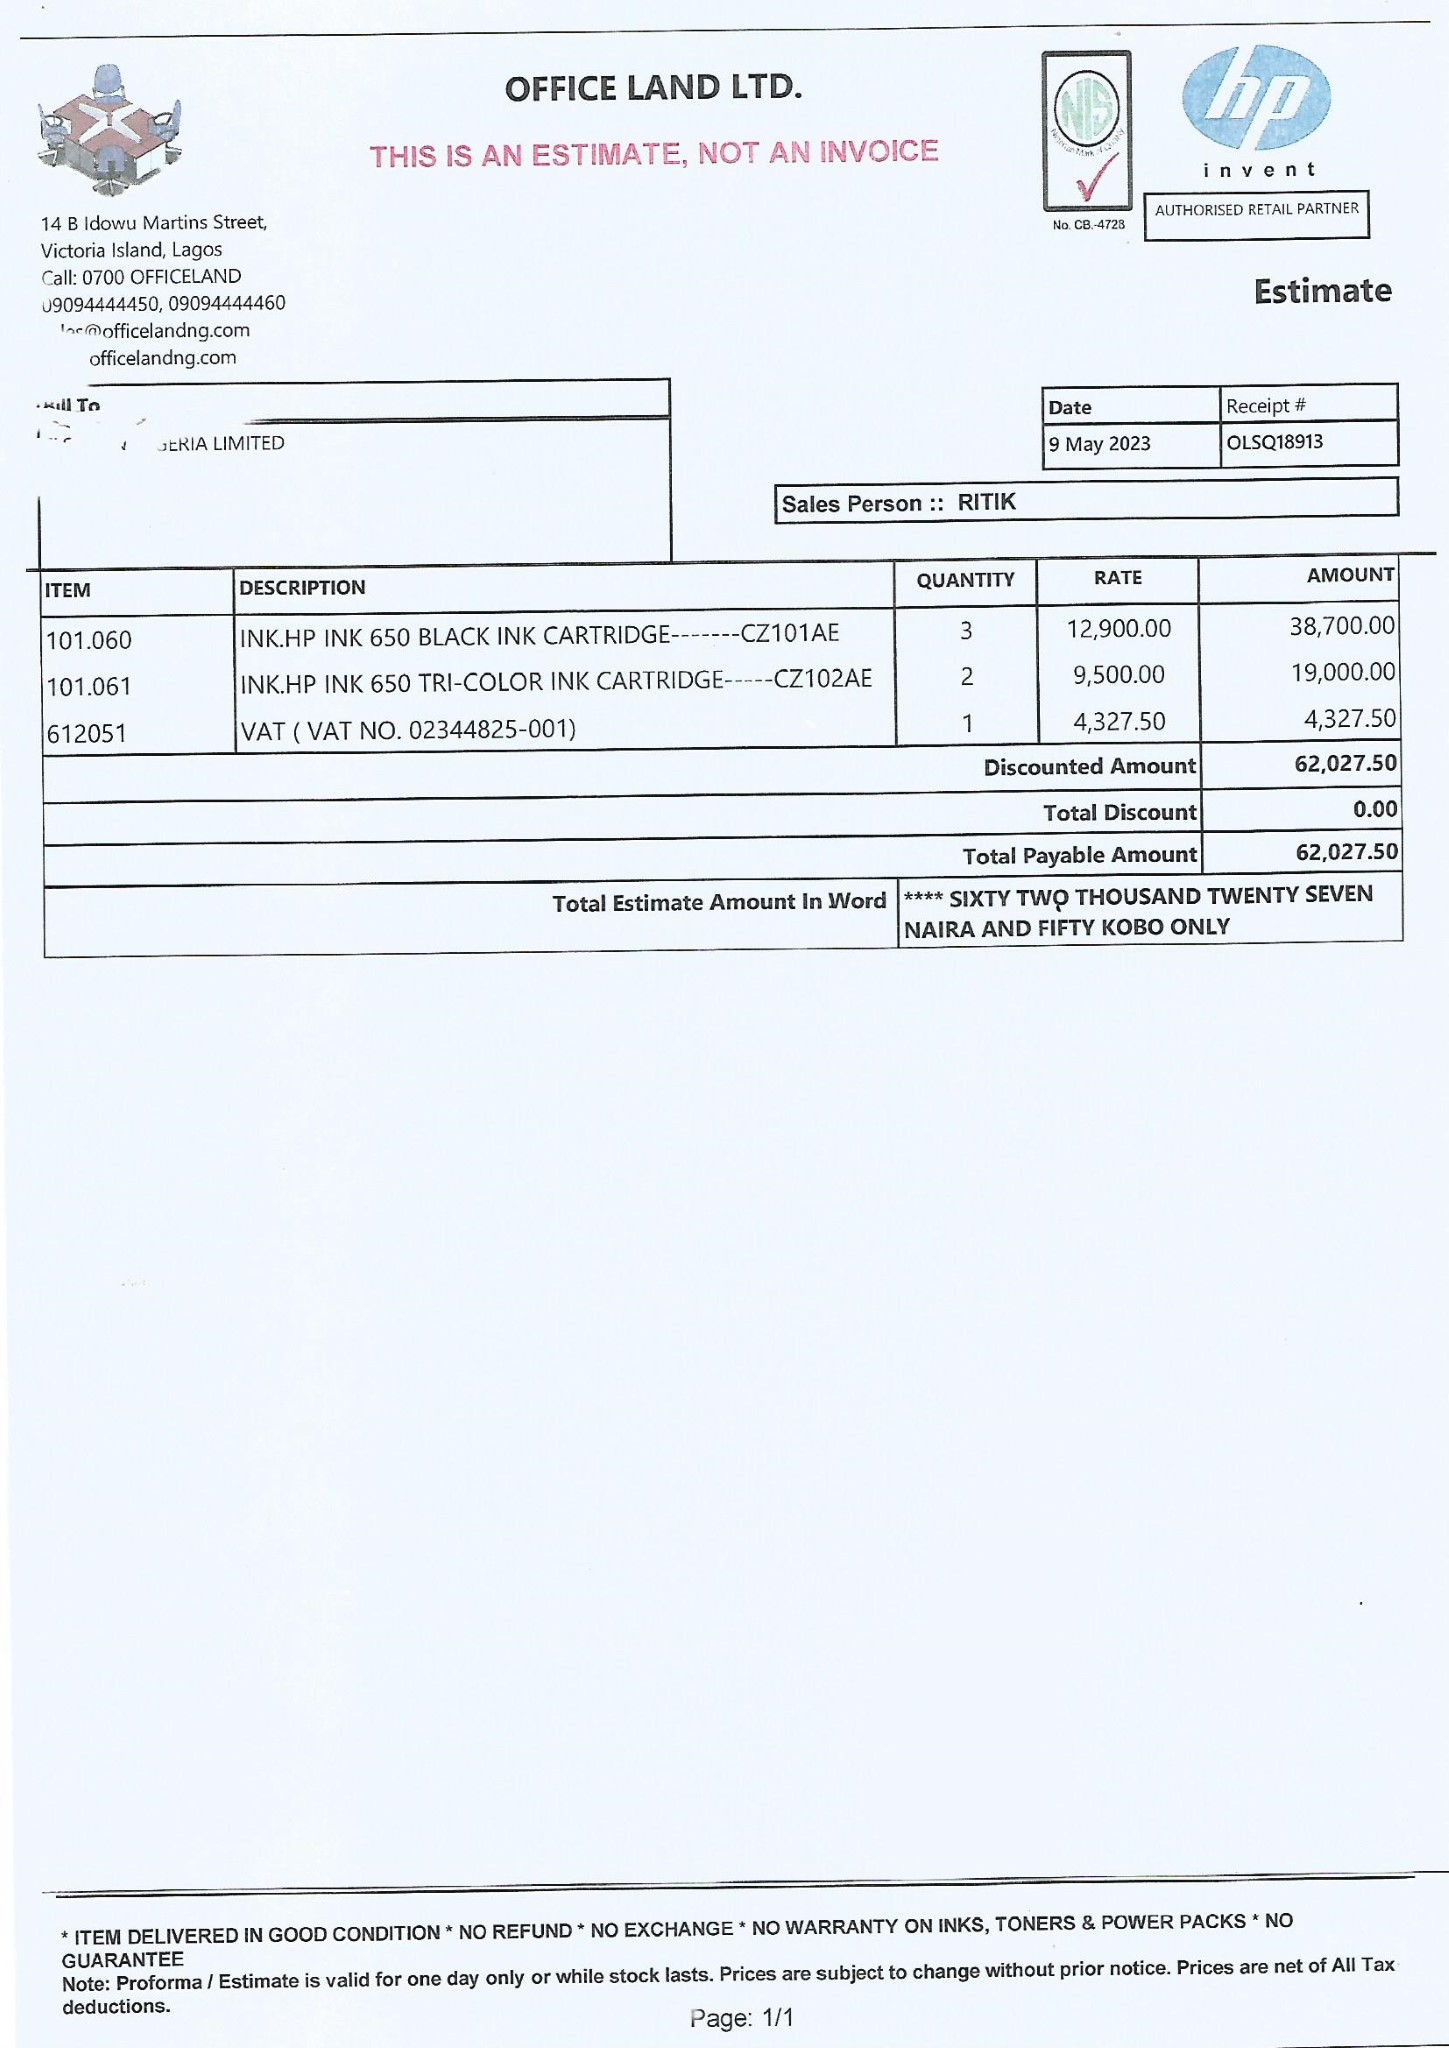 OFFICE LAND LTD.
THIS IS AN ESTIMATE, NOT AN INVOICE
NIS
No. CB.-4728
hp
invent
AUTHORISED RETAIL PARTNER
14 B Idowu Martins Street,
Victoria Island, Lagos
Call: 0700 OFFICELAND
09094444450, 09094444460
@officelandng.com
officelandng.com
Estimate
Bill To
LIMITED
Date Receipt #
9 May 2023 OLSQ18913
Sales Person :: RITIK
ITEM DESCRIPTION QUANTITY RATE AMOUNT
101.060 INK.HP INK 650 BLACK INK CARTRIDGE-------CZ101AE 3 12,900.00 38,700.00
101.061 INK.HP INK 650 TRI-COLOR INK CARTRIDGE-----CZ102AE 2 9,500.00 19,000.00
612051 VAT ( VAT NO. 02344825-001) 1 4,327.50 4,327.50
Discounted Amount 62,027.50
Total Discount 0.00
Total Payable Amount 62,027.50
Total Estimate Amount In Word **** SIXTY TWO THOUSAND TWENTY SEVEN
NAIRA AND FIFTY KOBO ONLY
* ITEM DELIVERED IN GOOD CONDITION * NO REFUND * NO EXCHANGE * NO WARRANTY ON INKS, TONERS & POWER PACKS * NO
GUARANTEE
Note: Proforma / Estimate is valid for one day only or while stock lasts. Prices are subject to change without prior notice. Prices are net of All Tax
deductions.
Page: 1/1